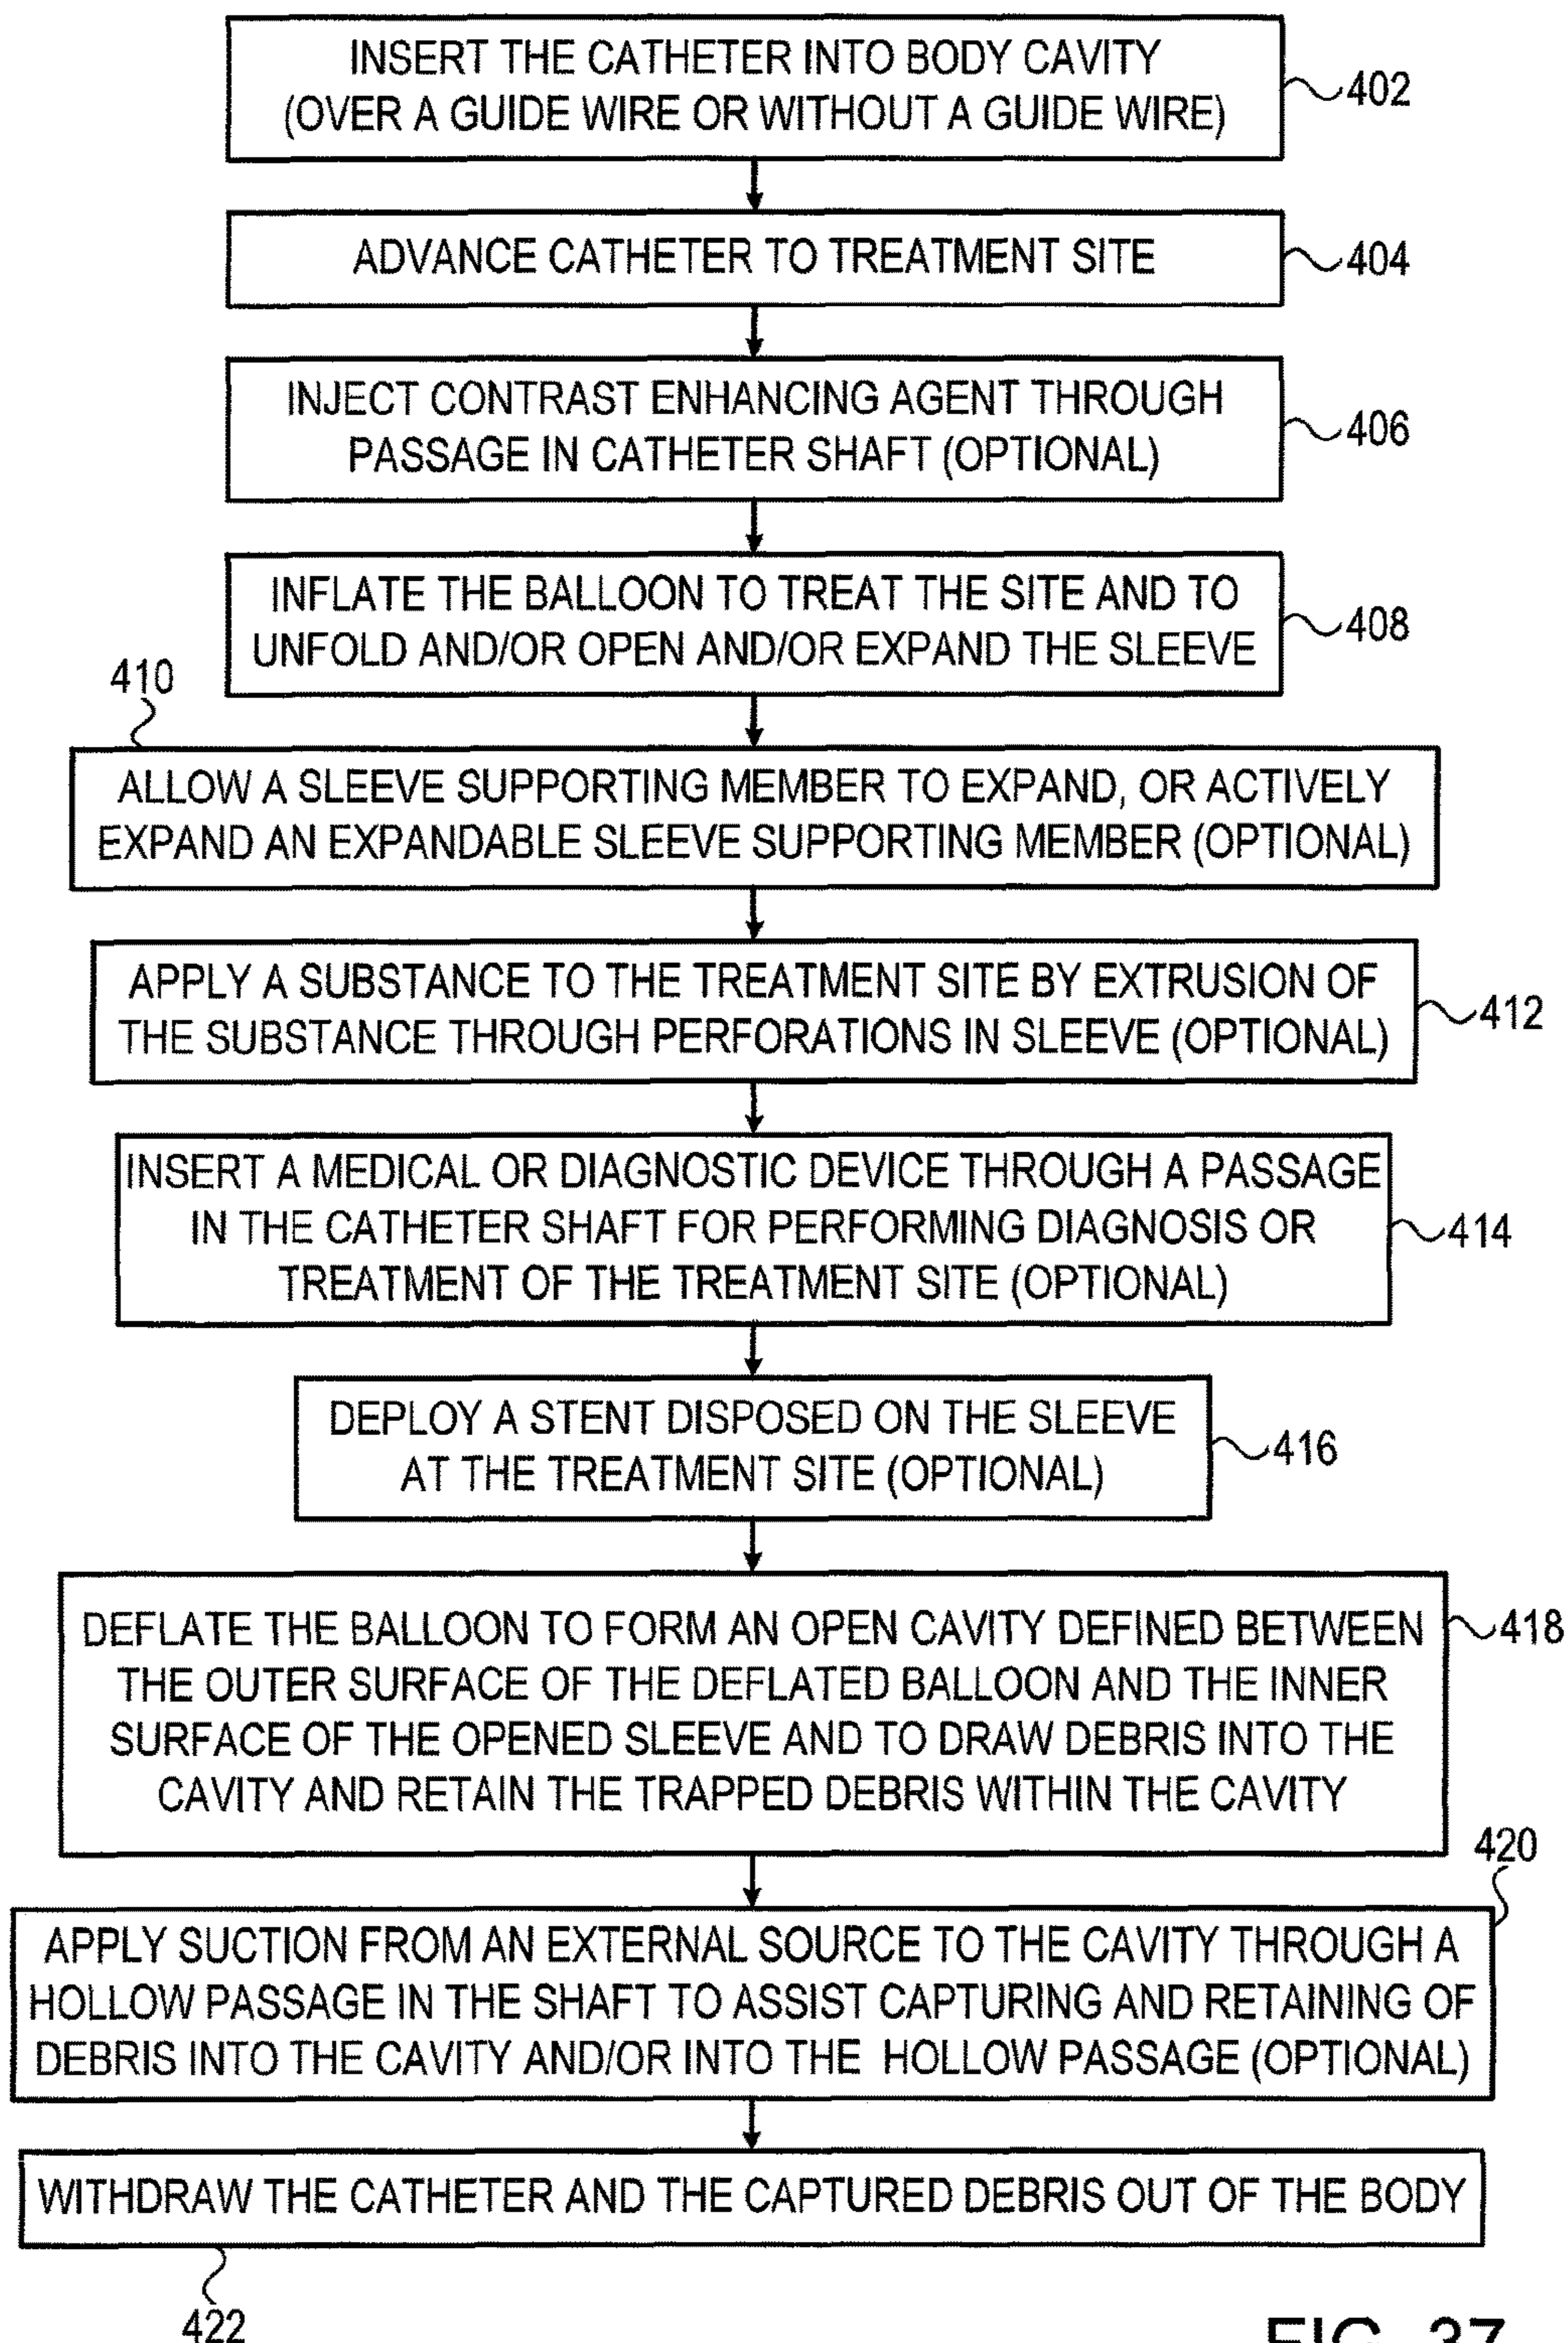 INSERT THE CATHETER INTO BODY CAVITY
(OVER A GUIDE WIRE OR WITHOUT A GUIDE WIRE)
402
ADVANCE CATHETER TO TREATMENT SITE
404
INJECT CONTRAST ENHANCING AGENT THROUGH
PASSAGE IN CATHETER SHAFT (OPTIONAL)
406
INFLATE THE BALLOON TO TREAT THE SITE AND TO
UNFOLD AND/OR OPEN AND/OR EXPAND THE SLEEVE
408
410
ALLOW A SLEEVE SUPPORTING MEMBER TO EXPAND, OR ACTIVELY
EXPAND AN EXPANDABLE SLEEVE SUPPORTING MEMBER (OPTIONAL)
APPLY A SUBSTANCE TO THE TREATMENT SITE BY EXTRUSION OF
THE SUBSTANCE THROUGH PERFORATIONS IN SLEEVE (OPTIONAL)
412
INSERT A MEDICAL OR DIAGNOSTIC DEVICE THROUGH A PASSAGE
IN THE CATHETER SHAFT FOR PERFORMING DIAGNOSIS OR
TREATMENT OF THE TREATMENT SITE (OPTIONAL)
414
DEPLOY A STENT DISPOSED ON THE SLEEVE
AT THE TREATMENT SITE (OPTIONAL)
416
DEFLATE THE BALLOON TO FORM AN OPEN CAVITY DEFINED BETWEEN
THE OUTER SURFACE OF THE DEFLATED BALLOON AND THE INNER
SURFACE OF THE OPENED SLEEVE AND TO DRAW DEBRIS INTO THE
CAVITY AND RETAIN THE TRAPPED DEBRIS WITHIN THE CAVITY
418
420
APPLY SUCTION FROM AN EXTERNAL SOURCE TO THE CAVITY THROUGH A
HOLLOW PASSAGE IN THE SHAFT TO ASSIST CAPTURING AND RETAINING OF
DEBRIS INTO THE CAVITY AND/OR INTO THE HOLLOW PASSAGE (OPTIONAL)
WITHDRAW THE CATHETER AND THE CAPTURED DEBRIS OUT OF THE BODY
422
FIG. 37